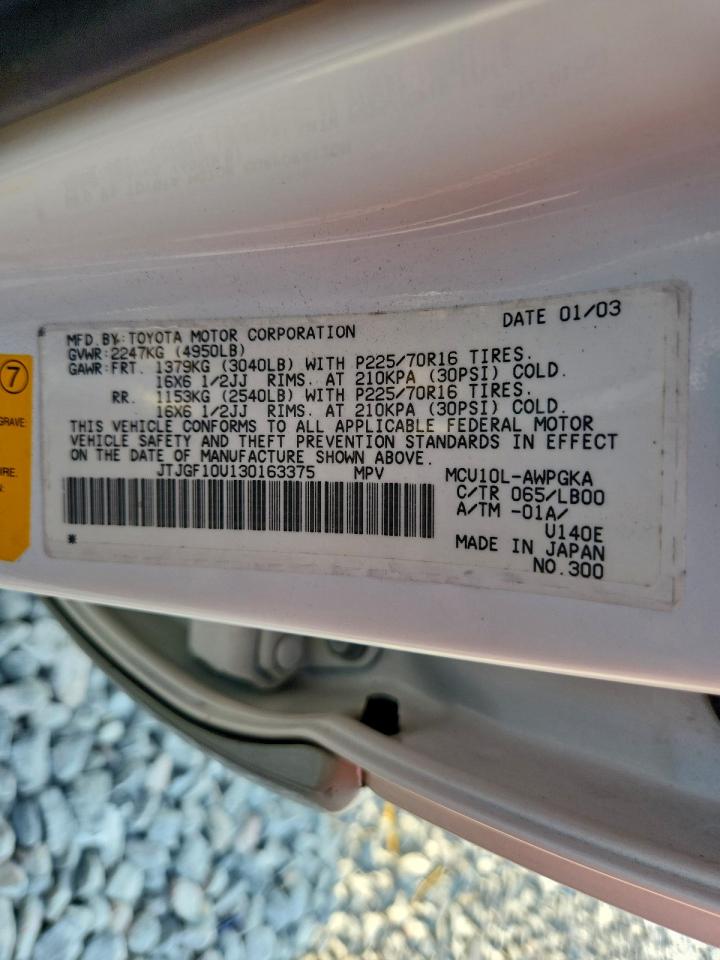 DATE 01/03
MFD.BY:TOYOTA MOTOR CORPORATION
GVWR:2247KG (4950LB)
GAWR:FRT. 1379KG (3040LB) WITH P225/70R16 TIRES.
16X6 1/2JJ RIMS. AT 210KPA (30PSI) COLD.
RR. 1153KG (2540LB) WITH P225/70R16 TIRES.
16X6 1/2JJ RIMS. AT 210KPA (30PSI) COLD.
THIS VEHICLE CONFORMS TO ALL APPLICABLE FEDERAL MOTOR
VEHICLE SAFETY AND THEFT PREVENTION STANDARDS IN EFFECT
ON THE DATE OF MANUFACTURE SHOWN ABOVE.
JTJGF10U130163375 MPV MCU10L-AWPGKA
C/TR 065/LB00
A/TM -01A/
U140E
MADE IN JAPAN
* NO.300
7
GRAVE
IRE.